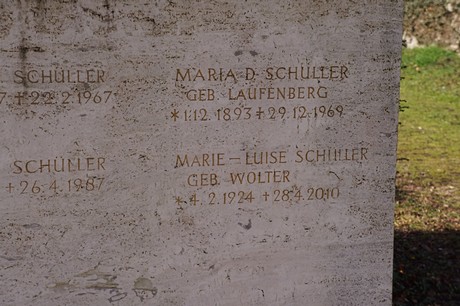 SCHÜLLER
7+22.2.1967
MARIA D. SCHÜLLER
GEB. LAUFENBERG
*1.12.1893+29.12.1969
SCHÜLLER
+26.4.1987
MARIE-LUISE SCHÜLLER
GEB. WOLTER
*4.2.1924 +28.4.2010